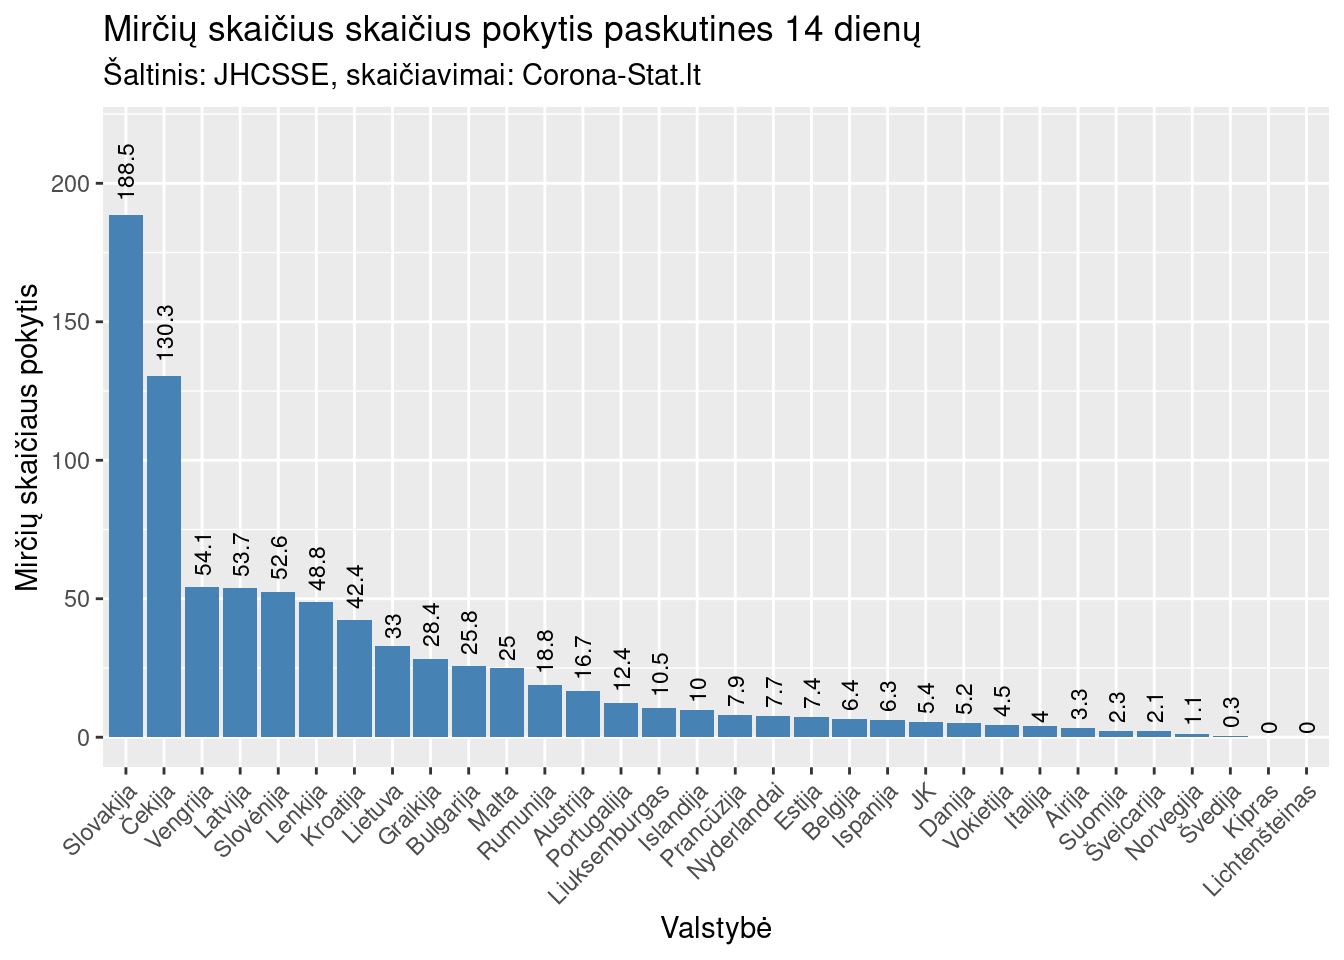 Mirčių skaičius skaičius pokytis paskutines 14 dienų
Šaltinis: JHCSSE, skaičiavimai: Corona-Stat.lt
Mirčių skaičiaus pokytis
200
150
100
50
0
188.5
130.3
54.1
53.7
52.6
48.8
42.4
33
28.4
25.8
25
18.8
16.7
12.4
10.5
10
7.9
7.7
7.4
6.4
6.3
5.4
5.2
4.5
4
3.3
2.3
2.1
1.1
0.3
0
0
Slovakija
Čekija
Vengrija
Latvija
Slovėnija
Lenkija
Kroatija
Lietuva
Graikija
Bulgarija
Malta
Rumunija
Austrija
Portugalija
Liuksemburgas
Islandija
Prancūzija
Nyderlandai
Estija
Belgija
Ispanija
JK
Danija
Vokietija
Italija
Airija
Suomija
Šveicarija
Norvegija
Švedija
Kipras
Lichtenšteinas
Valstybė